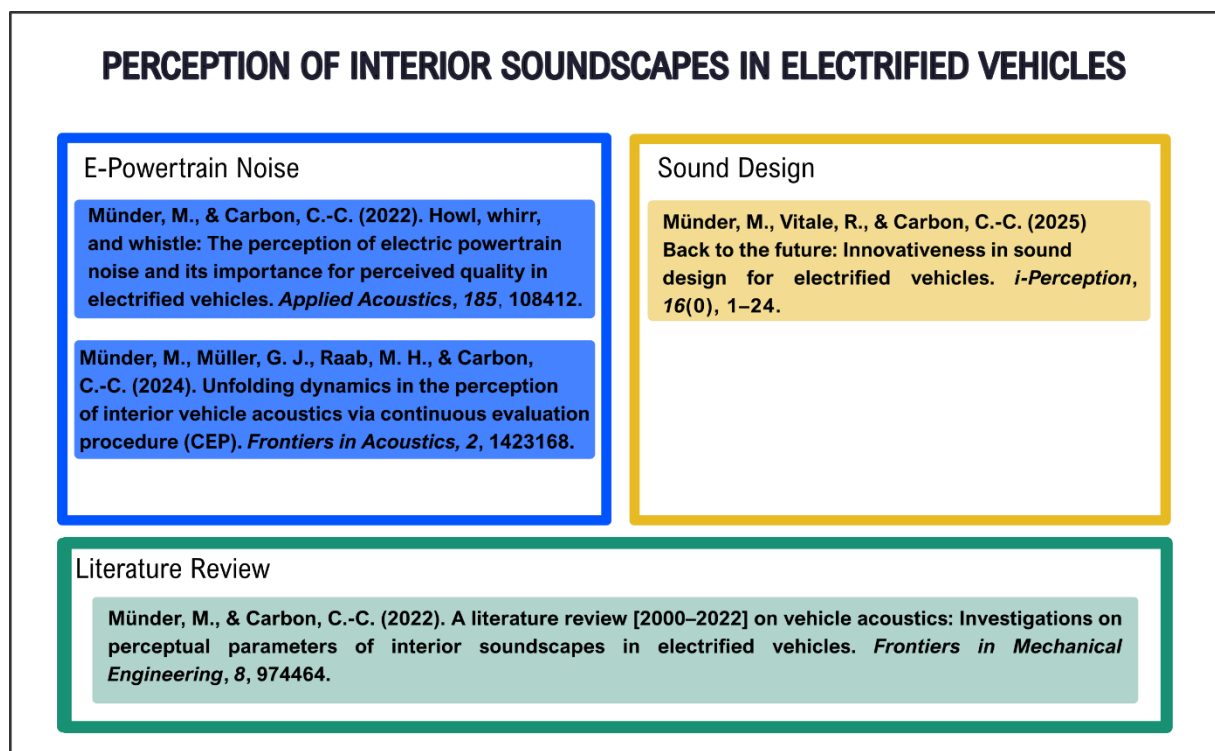 PERCEPTION OF INTERIOR SOUNDSCAPES IN ELECTRIFIED VEHICLES
E-Powertrain Noise
Münder, M., & Carbon, C.-C. (2022). Howl, whirr,
and whistle: The perception of electric powertrain
noise and its importance for perceived quality in
electrified vehicles. Applied Acoustics, 185, 108412.
Münder, M., Müller, G. J., Raab, M. H., & Carbon,
C.-C. (2024). Unfolding dynamics in the perception
of interior vehicle acoustics via continuous evaluation
procedure (CEP). Frontiers in Acoustics, 2, 1423168.
Sound Design
Münder, M., Vitale, R., & Carbon, C.-C. (2025)
Back to the future: Innovativeness in sound
design for electrified vehicles. i-Perception,
16(0), 1–24.
Literature Review
Münder, M., & Carbon, C.-C. (2022). A literature review [2000–2022] on vehicle acoustics: Investigations on
perceptual parameters of interior soundscapes in electrified vehicles. Frontiers in Mechanical
Engineering, 8, 974464.